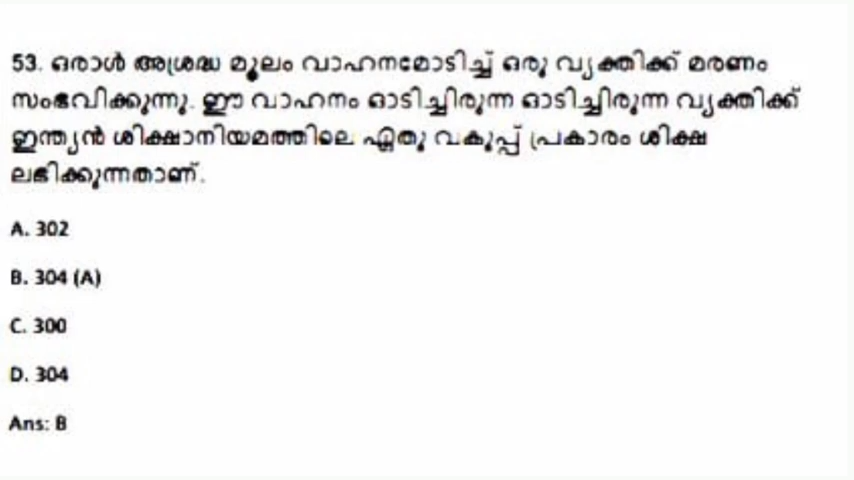 53. ഒരാൾ അശ്രദ്ധ മൂലം വാഹനമോടിച്ച് ഒരു വ്യക്തിക്ക് മരണം
സംഭവിക്കുന്നു. ഈ വാഹനം ഓടിച്ചിരുന്ന ഓടിച്ചിരുന്ന വ്യക്തിക്ക്
ഇന്ത്യൻ ശിക്ഷാനിയമത്തിലെ ഏതു വകുപ്പ് പ്രകാരം ശിക്ഷ
ലഭിക്കുന്നതാണ്.
A. 302
B. 304 (A)
C. 300
D. 304
Ans: B